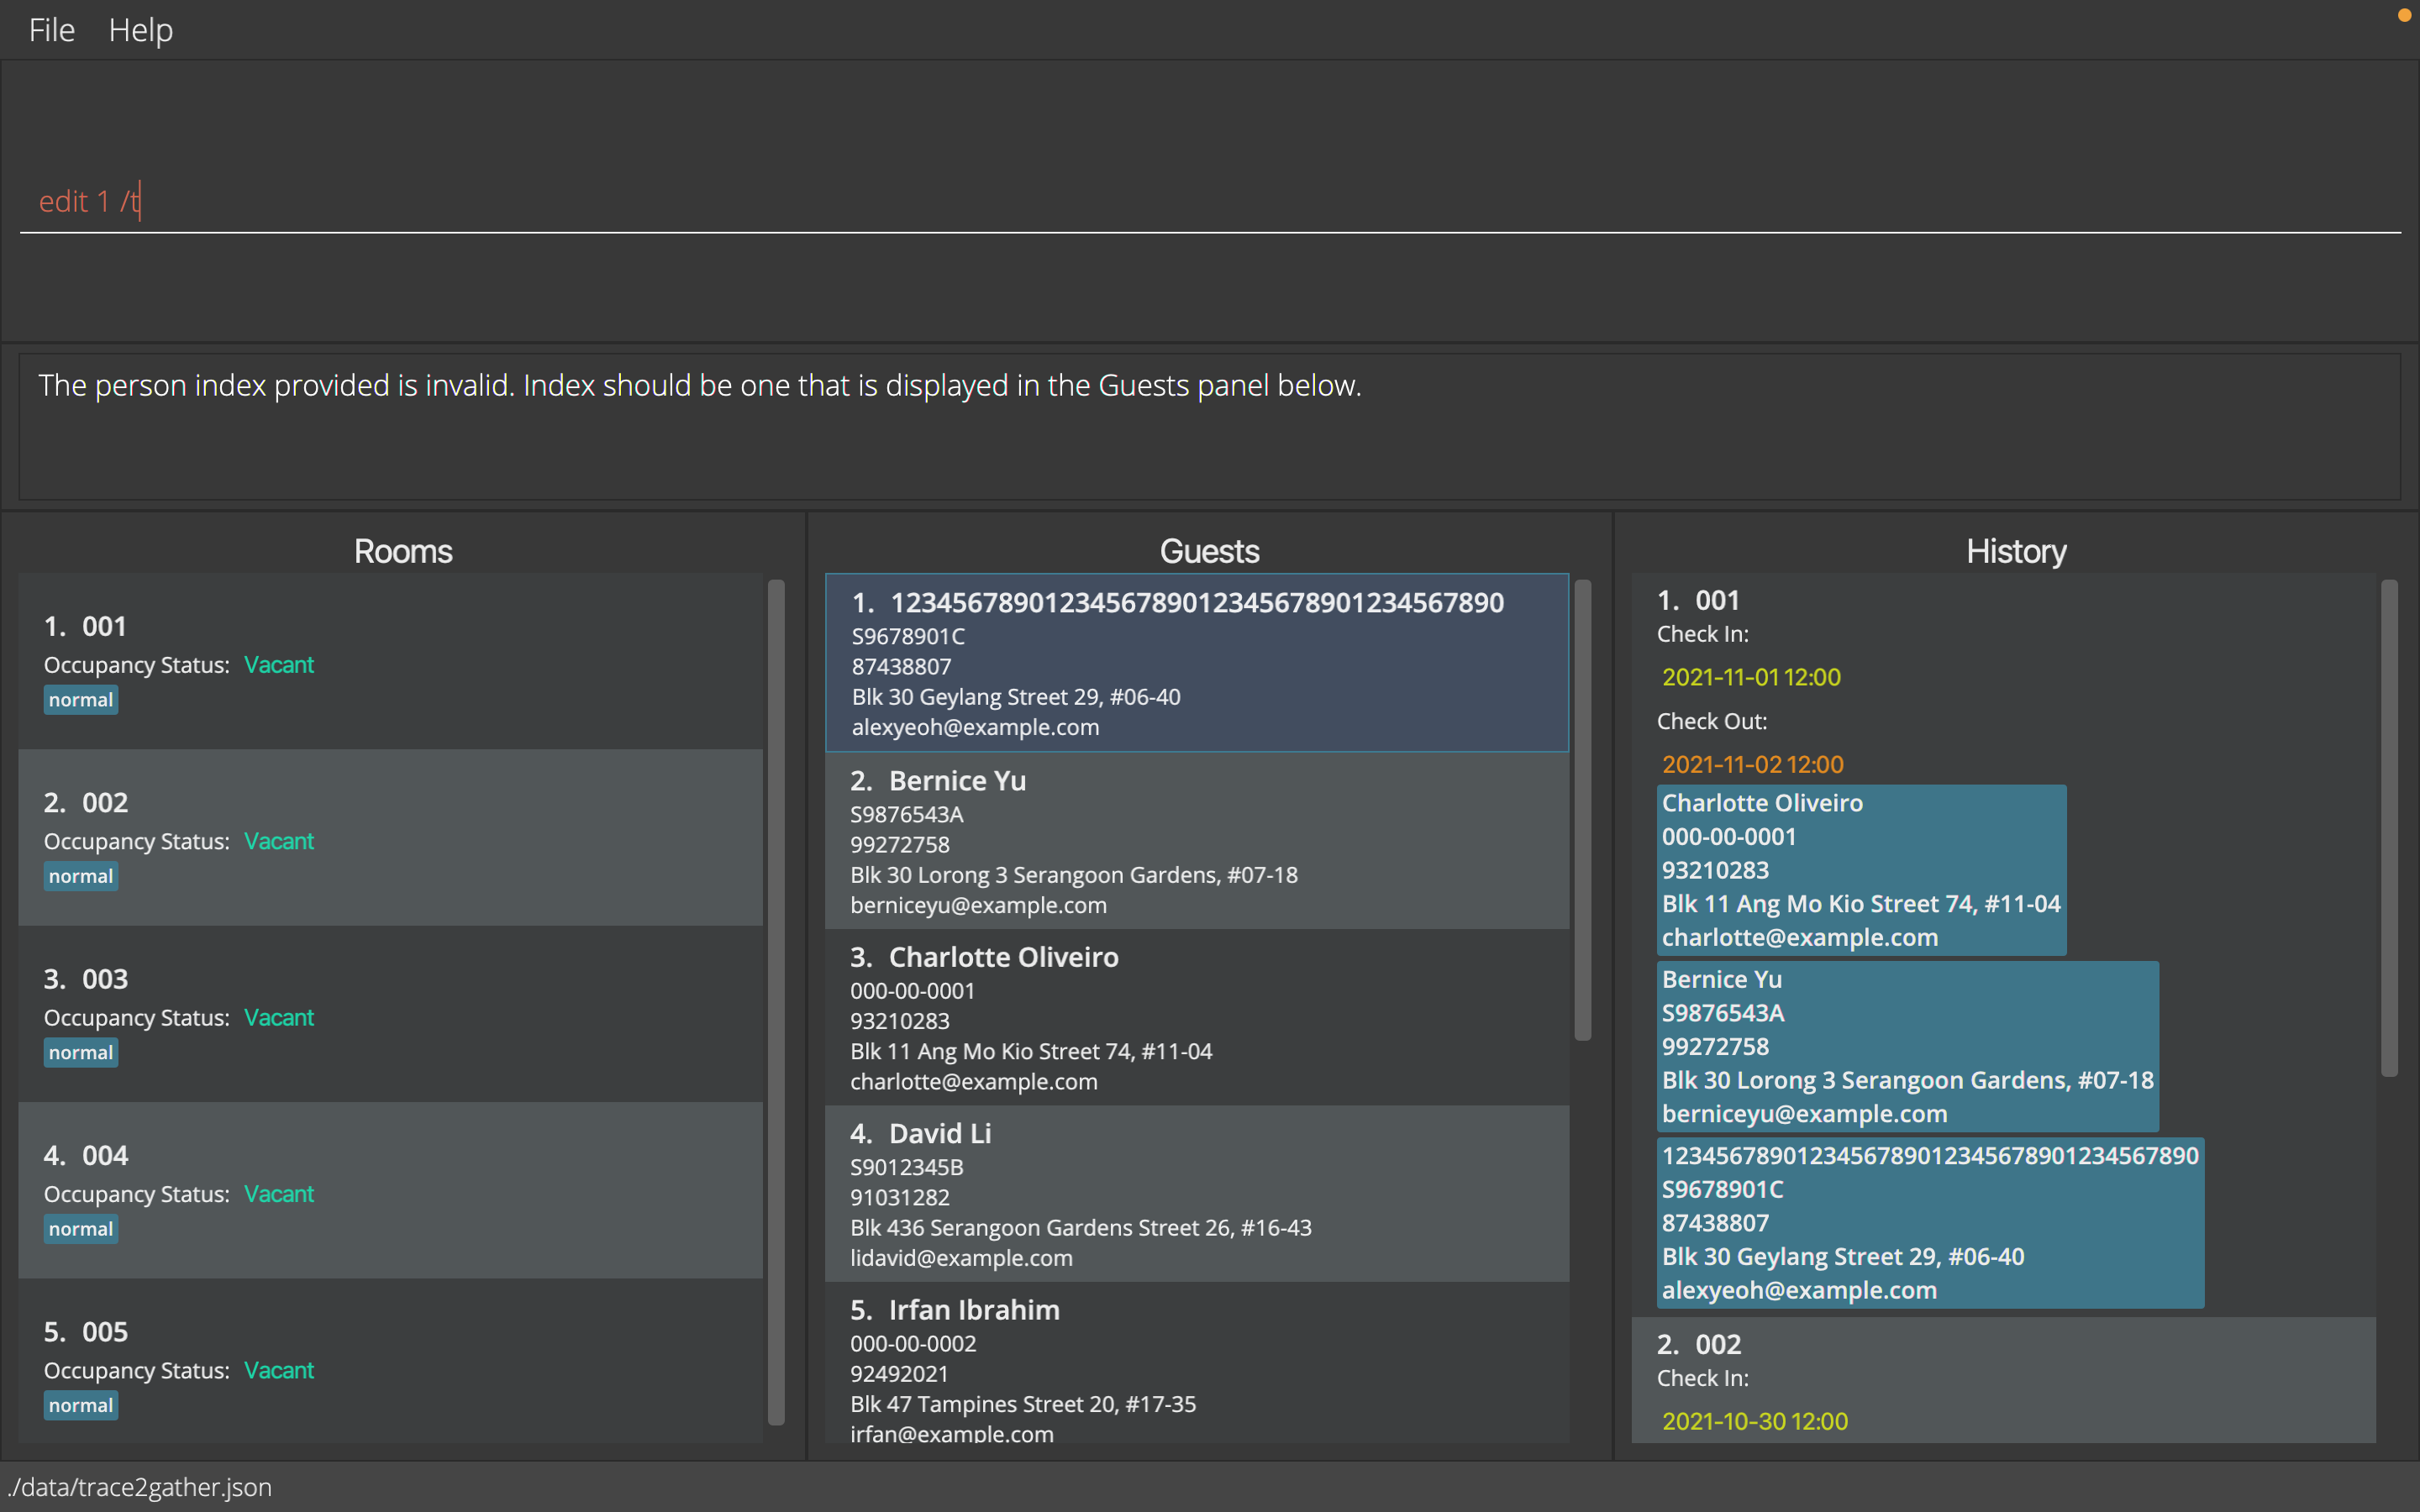 File Help
edit 1 /t
The person index provided is invalid. Index should be one that is displayed in the Guests panel below.
Rooms
1. 001
Occupancy Status: Vacant
normal
2. 002
Occupancy Status: Vacant
normal
3. 003
Occupancy Status: Vacant
normal
4. 004
Occupancy Status: Vacant
normal
5. 005
Occupancy Status: Vacant
normal
Guests
1. 1234567890123456789012345678901234567890
S9678901C
87438807
Blk 30 Geylang Street 29, #06-40
alexyeoh@example.com
2. Bernice Yu
S9876543A
99272758
Blk 30 Lorong 3 Serangoon Gardens, #07-18
berniceyu@example.com
3. Charlotte Oliveiro
000-00-0001
93210283
Blk 11 Ang Mo Kio Street 74, #11-04
charlotte@example.com
4. David Li
S9012345B
91031282
Blk 436 Serangoon Gardens Street 26, #16-43
lidavid@example.com
5. Irfan Ibrahim
000-00-0002
92492021
Blk 47 Tampines Street 20, #17-35
irfan@example.com
History
1. 001
Check In:
2021-11-01 12:00
Check Out:
2021-11-02 12:00
Charlotte Oliveiro
000-00-0001
93210283
Blk 11 Ang Mo Kio Street 74, #11-04
charlotte@example.com
Bernice Yu
S9876543A
99272758
Blk 30 Lorong 3 Serangoon Gardens, #07-18
berniceyu@example.com
1234567890123456789012345678901234567890
S9678901C
87438807
Blk 30 Geylang Street 29, #06-40
alexyeoh@example.com
2. 002
Check In:
2021-10-30 12:00
./data/trace2gather.json